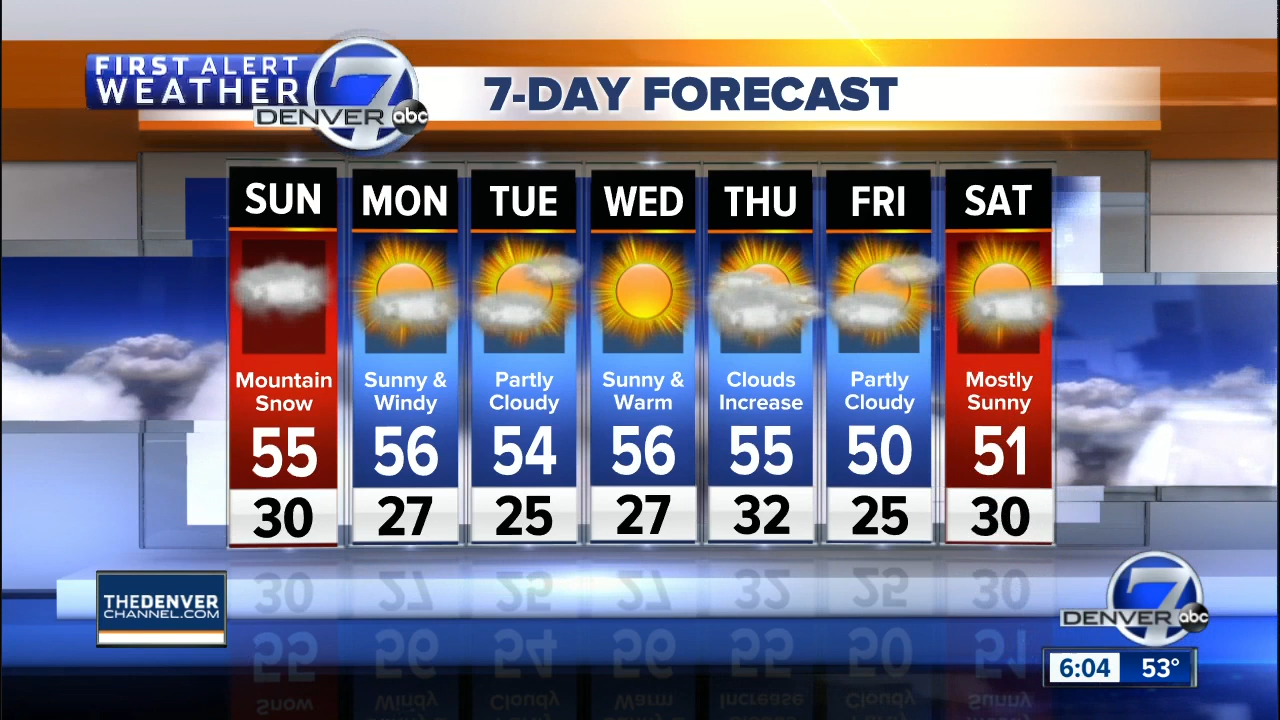 FIRST ALERT
WEATHER
7
DENVER abc
7-DAY FORECAST
SUN MON TUE WED THU FRI SAT
Mountain Sunny & Partly Sunny & Clouds Partly Mostly
Snow Windy Cloudy Warm Increase Cloudy Sunny
55 56 54 56 55 50 51
30 27 25 27 32 25 30
THEDENVER
CHANNEL.COM
7
DENVER abc
6:04 53°